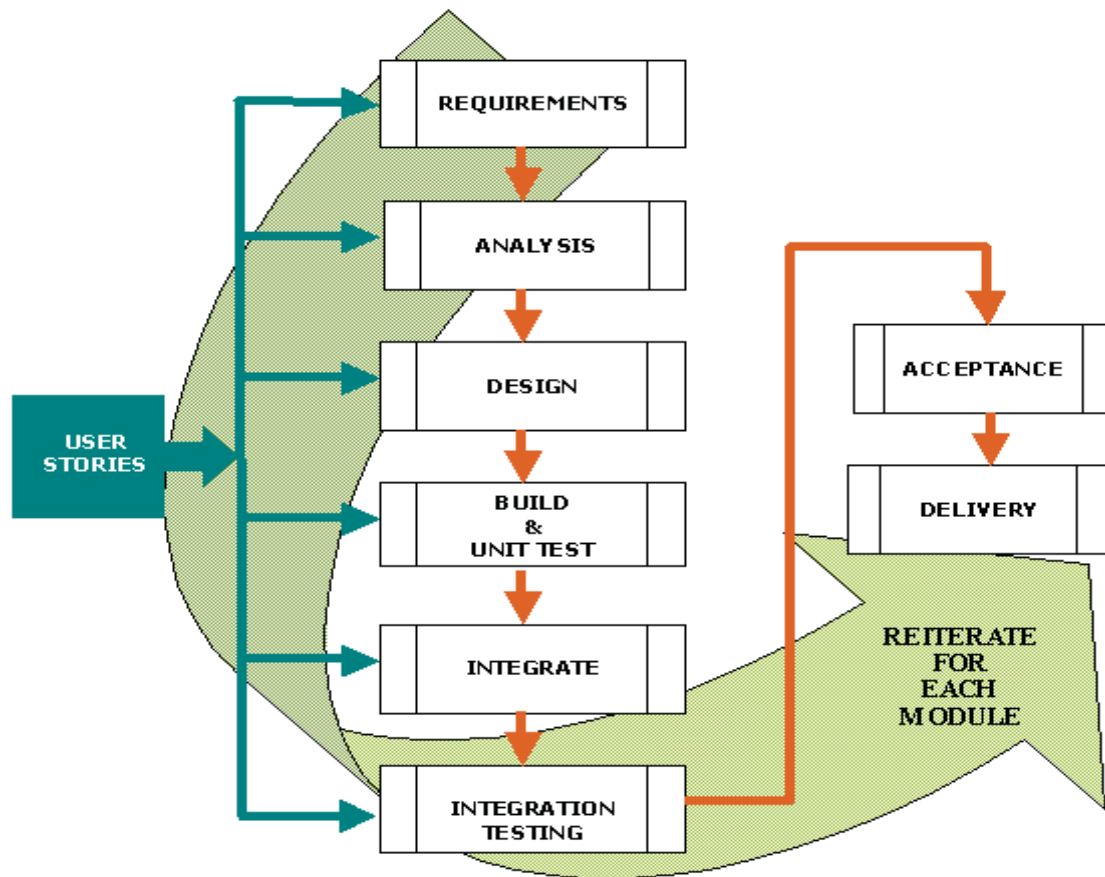 REQUIREMENTS
ANALYSIS
DESIGN
USER
STORIES
BUILD
&
UNIT TEST
INTEGRATE
INTEGRATION
TESTING
ACCEPTANCE
DELIVERY
REITERATE
FOR
EACH
MODULE